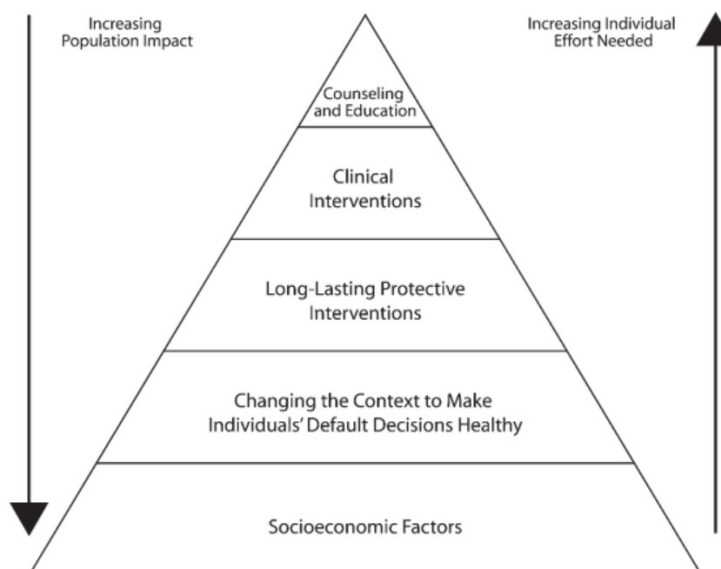 Increasing
Population Impact
Increasing Individual
Effort Needed
Counseling
and Education
Clinical
Interventions
Long-Lasting Protective
Interventions
Changing the Context to Make
Individuals’ Default Decisions Healthy
Socioeconomic Factors